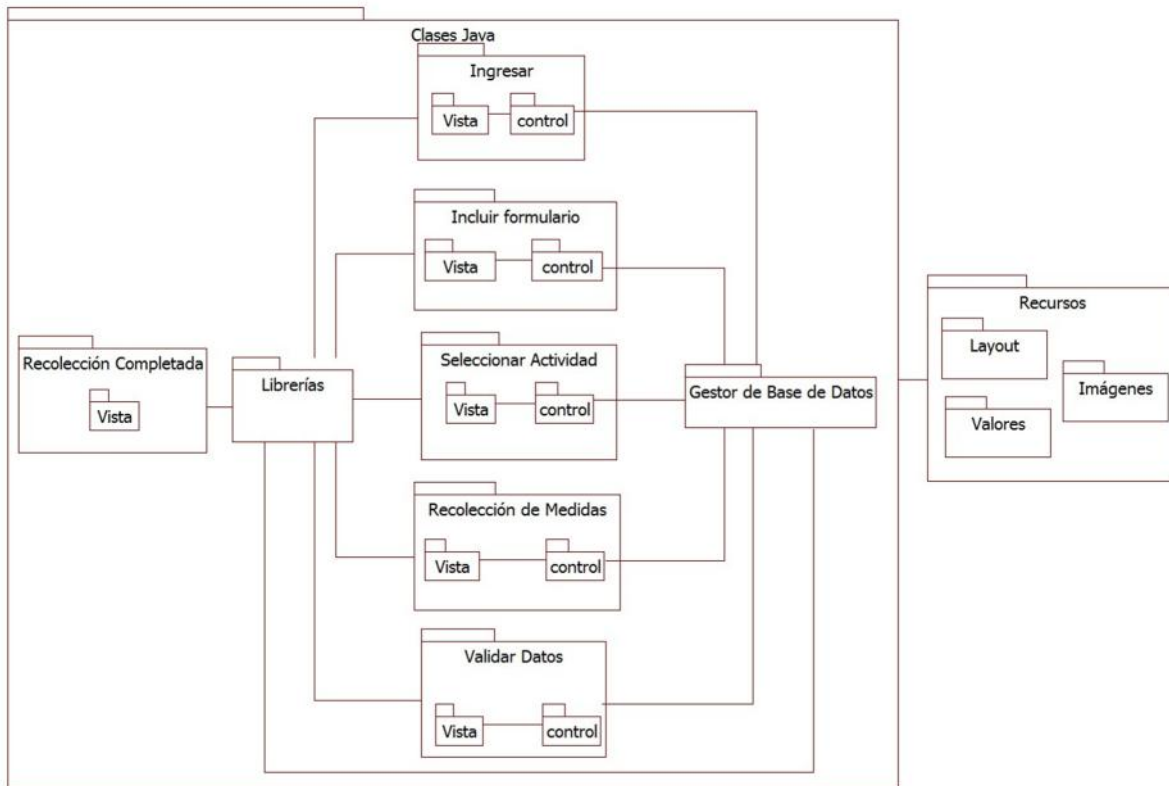 Clases Java
Ingresar
Vista
control
Incluir formulario
Vista
control
Recolección Completada
Vista
Librerías
Seleccionar Actividad
Vista
control
Gestor de Base de Datos
Recursos
Layout
Imágenes
Valores
Recolección de Medidas
Vista
control
Validar Datos
Vista
control